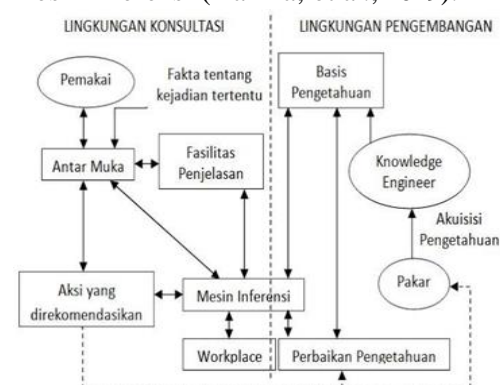 LINGKUNGAN KONSULTASI
LINGKUNGAN PENGEMBANGAN
Pemakai
Fakta tentang
kejadian tertentu
Basis
Pengetahuan
Antar Muka
Fasilitas
Penjelasan
Knowledge
Engineer
Akuisisi
Pengetahuan
Aksi yang
direkomendasikan
Mesin Inferensi
Pakar
Workplace
Perbaikan Pengetahuan